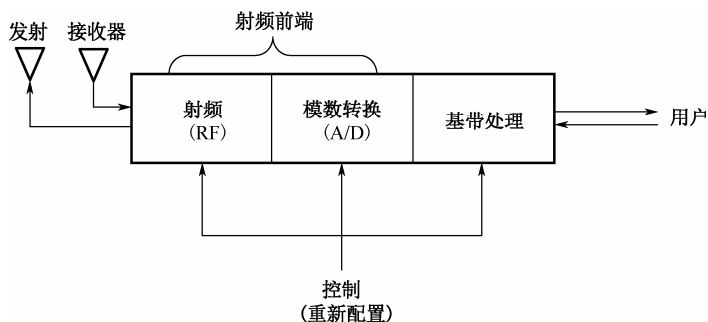 射频前端
发射
接收器
射频
(RF)
模数转换
(A/D)
基带处理
用户
控制
(重新配置)